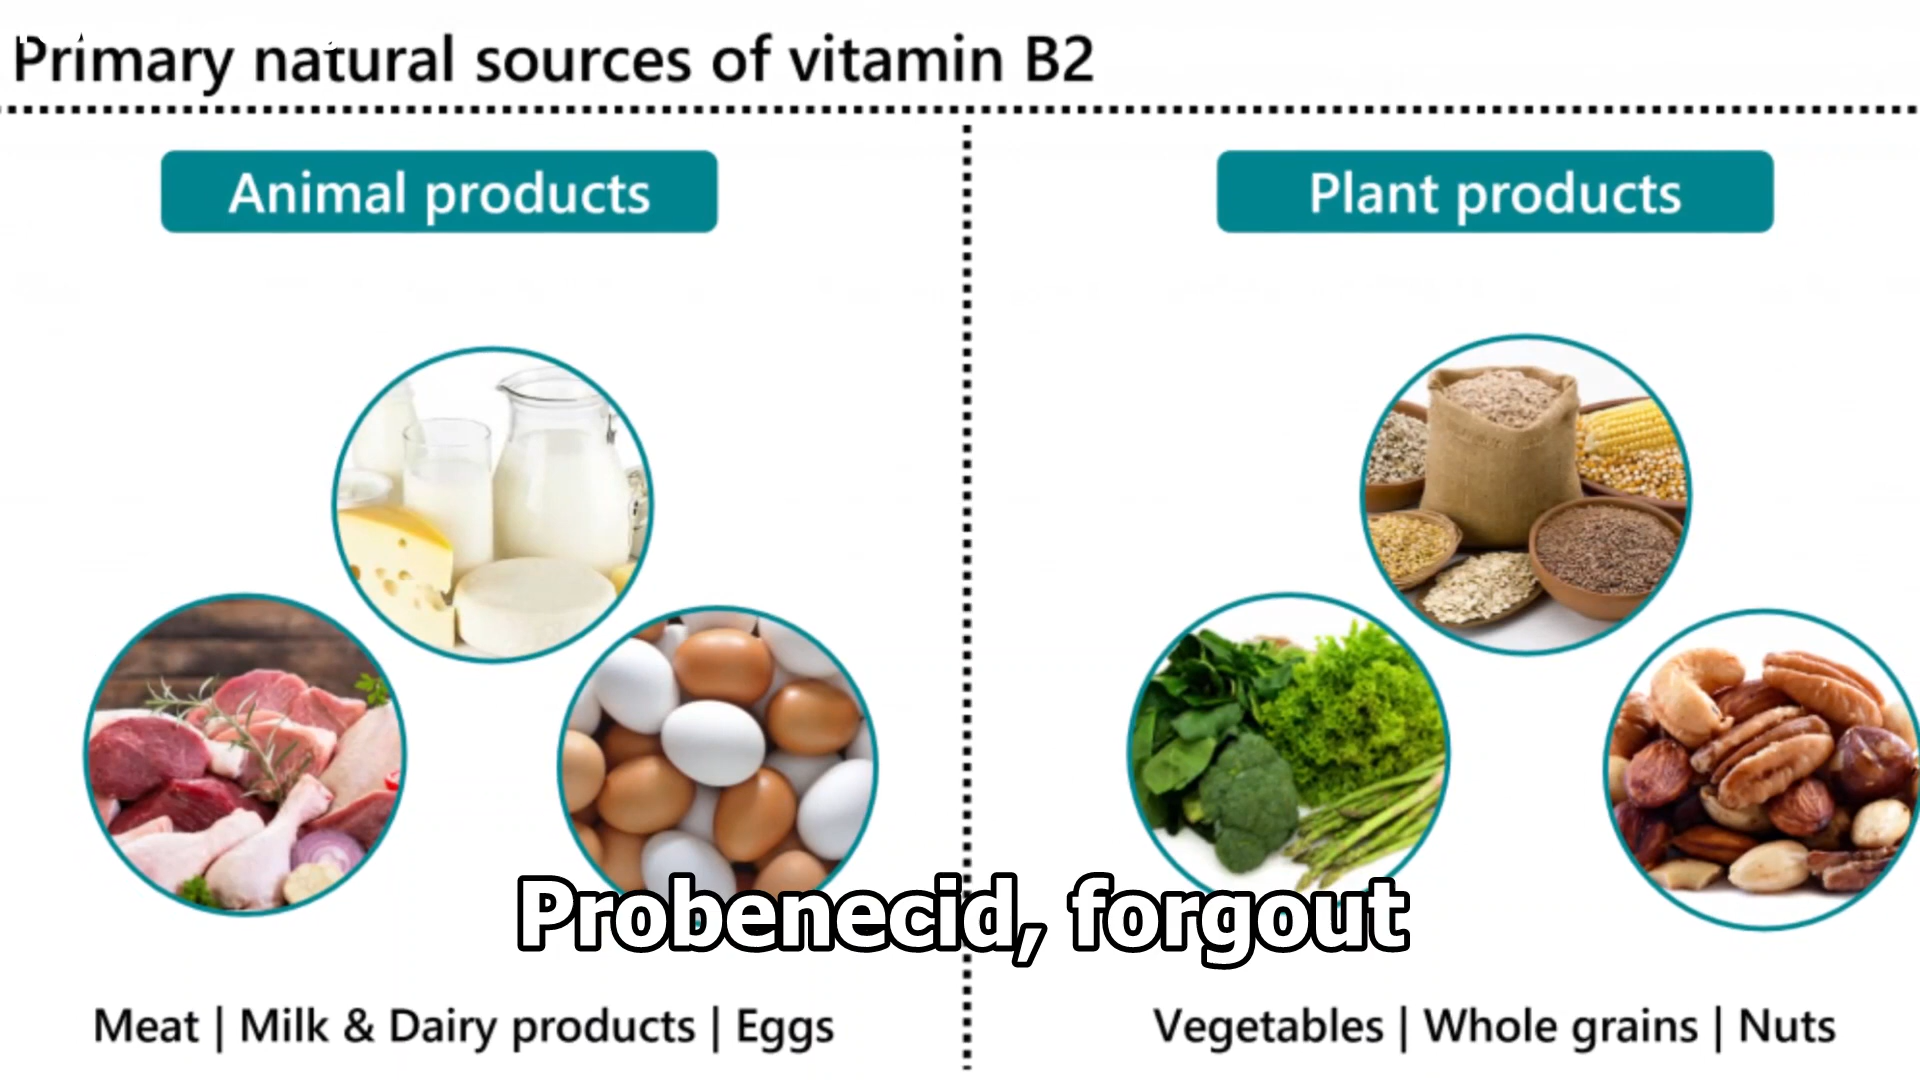 Primary natural sources of vitamin B2
Animal products
Plant products
Probenecid, forgout
Meat | Milk & Dairy products | Eggs
Vegetables | Whole grains | Nuts